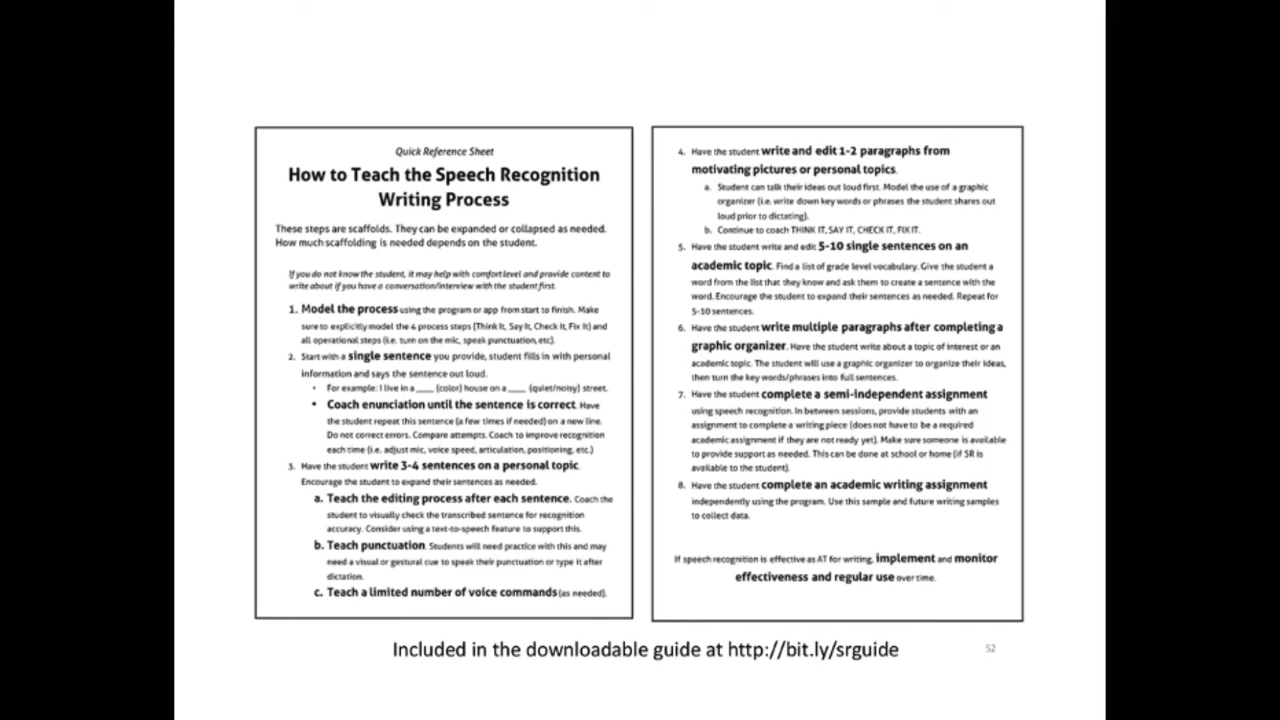 Quick Reference Sheet
How to Teach the Speech Recognition
Writing Process
These steps are scaffolds. They can be expanded or collapsed as needed.
How much scaffolding is needed depends on the student.
If you do not know the student, it may help with comfort level and provide content to
write about if you have a conversation/interview with the student first.
1. Model the process using the program or app from start to finish. Make
sure to explicitly model the 4 process steps (Think It, Say It, Check It, Fix It) and
all operational steps (i.e. turn on the mic, speak punctuation, etc).
2. Start with a single sentence you provide, student fills in with personal
information and says the sentence out loud.
• For example: I live in a ____ (color) house on a ____ (quiet/noisy) street.
• Coach enunciation until the sentence is correct. Have
the student repeat this sentence (a few times if needed) on a new line.
Do not correct errors. Compare attempts. Coach to improve recognition
each time (i.e. adjust mic, voice speed, articulation, positioning, etc.)
3. Have the student write 3-4 sentences on a personal topic.
Encourage the student to expand their sentences as needed.
a. Teach the editing process after each sentence. Coach the
student to visually check the transcribed sentence for recognition
accuracy. Consider using a text-to-speech feature to support this.
b. Teach punctuation. Students will need practice with this and may
need a visual or gestural cue to speak their punctuation or type it after
dictation.
c. Teach a limited number of voice commands (as needed).
4. Have the student write and edit 1-2 paragraphs from
motivating pictures or personal topics.
a. Student can talk their ideas out loud first. Model the use of a graphic
organizer (i.e. write down key words or phrases the student shares out
loud prior to dictating).
b. Continue to coach THINK IT, SAY IT, CHECK IT, FIX IT.
5. Have the student write and edit 5-10 single sentences on an
academic topic. Find a list of grade level vocabulary. Give the student a
word from the list that they know and ask them to create a sentence with the
word. Encourage the student to expand their sentences as needed. Repeat for
5-10 sentences.
6. Have the student write multiple paragraphs after completing a
graphic organizer. Have the student write about a topic of interest or an
academic topic. The student will use a graphic organizer to organize their ideas,
then turn the key words/phrases into full sentences.
7. Have the student complete a semi-independent assignment
using speech recognition. In between sessions, provide students with an
assignment to complete a writing piece (does not have to be a required
academic assignment if they are not ready yet). Make sure someone is available
to provide support as needed. This can be done at school or home (if SR is
available to the student).
8. Have the student complete an academic writing assignment
independently using the program. Use this sample and future writing samples
to collect data.
If speech recognition is effective as AT for writing, implement and monitor
effectiveness and regular use over time.
Included in the downloadable guide at http://bit.ly/srguide
52